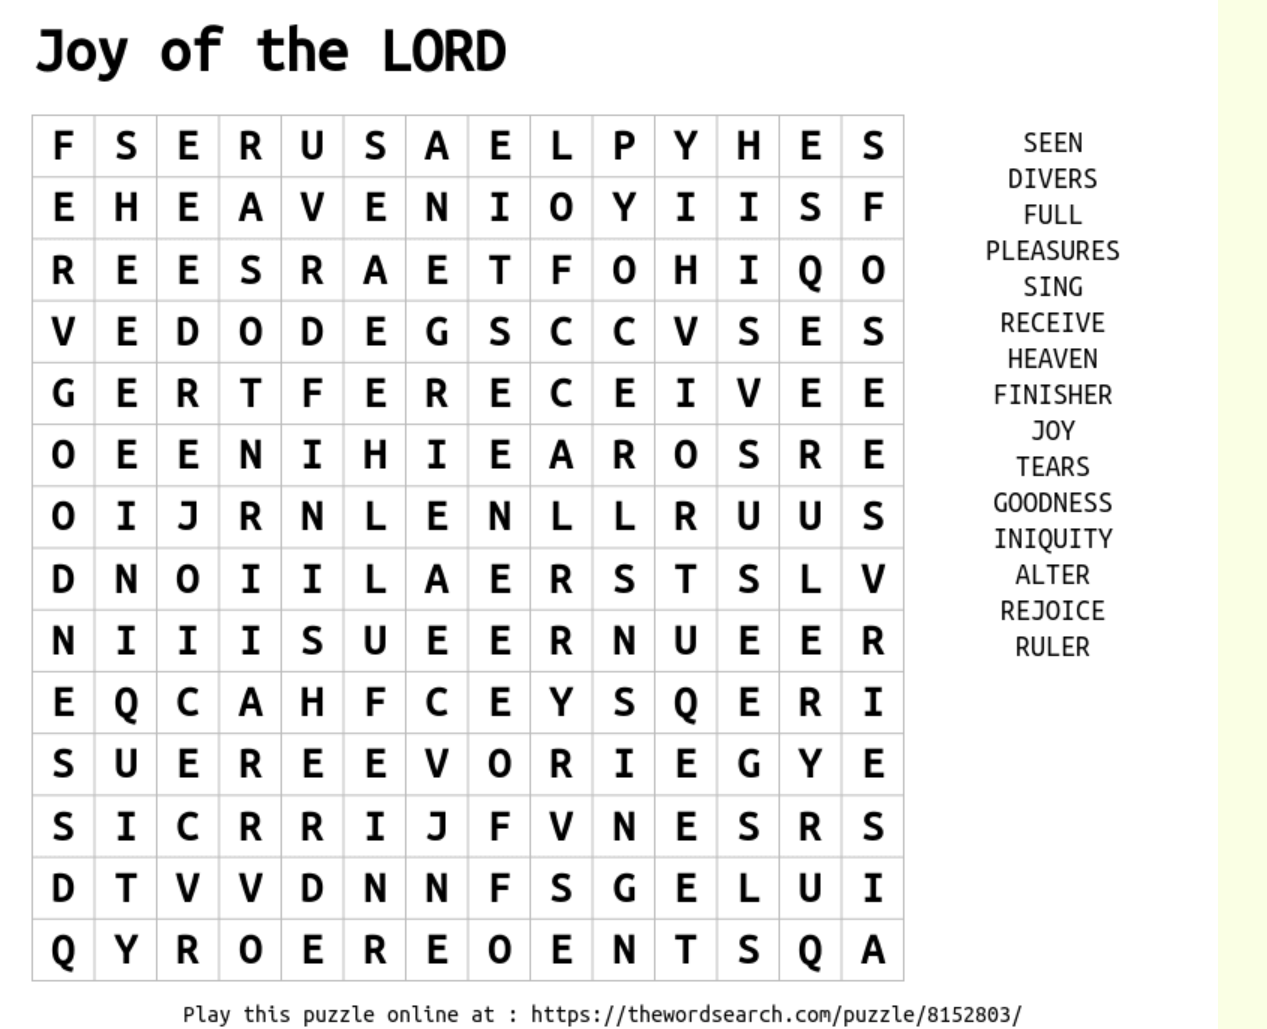 Joy of the LORD
F S E R U S A E L P Y H E S
E H E A V E N I O Y I I S F
R E E S R A E T F O H I Q O
V E D O D E G S C C V S E S
G E R T F E R E C E I V E E
O E E N I H I E A R O S R E
O I J R N L E N L L R U U S
D N O I I L A E R S T S L V
N I I I S U E E R N U E E R
E Q C A H F C E Y S Q E R I
S U E R E E V O R I E G Y E
S I C R R I J F V N E S R S
D T V V D N N F S G E L U I
Q Y R O E R E O E N T S Q A
SEEN
DIVERS
FULL
PLEASURES
SING
RECEIVE
HEAVEN
FINISHER
JOY
TEARS
GOODNESS
INIQUITY
ALTER
REJOICE
RULER
Play this puzzle online at : https://thewordsearch.com/puzzle/8152803/